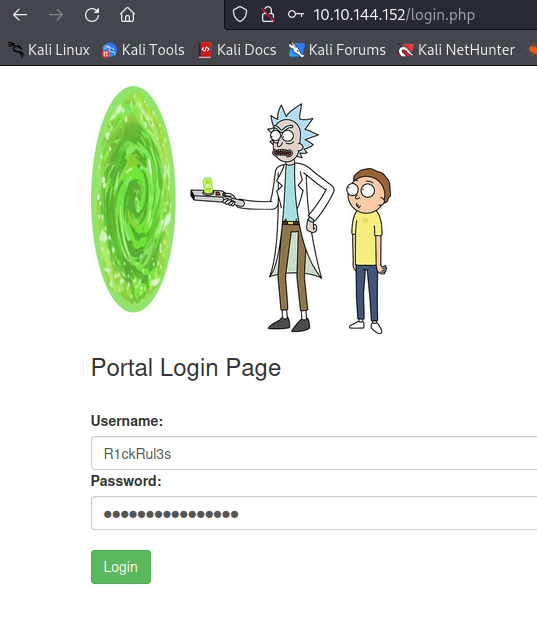 10.10.144.152/login.php
Kali Linux Kali Tools Kali Docs Kali Forums Kali NetHunter
Portal Login Page
Username:
R1ckRul3s
Password:
●●●●●●●●●●●●●●●●
Login